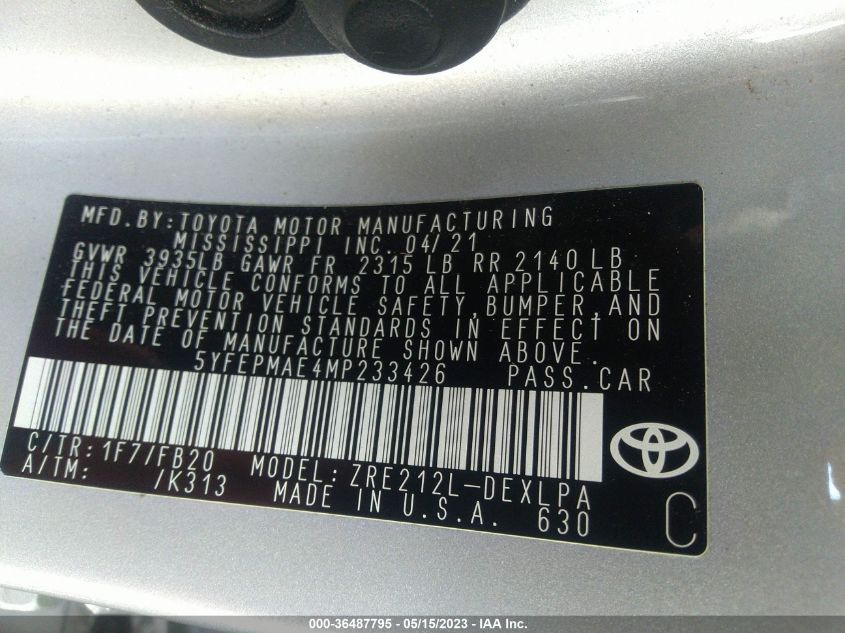 MFD.BY:TOYOTA MOTOR MANUFACTURING
MISSISSIPPI INC. 04/21
GVWR 3935LB GAWR FR 2315 LB RR 2140 LB
THIS VEHICLE CONFORMS TO ALL APPLICABLE
FEDERAL MOTOR VEHICLE SAFETY,BUMPER,AND
THEFT PREVENTION STANDARDS IN EFFECT ON
THE DATE OF MANUFACTURE SHOWN ABOVE.
5YFEPMAE4MP233426 PASS.CAR
C/TR:1F7/FB20 MODEL:ZRE212L-DEXLPA
A/TM: /K313 MADE IN U.S.A. 630
C
000-36487795 - 05/15/2023 - IAA Inc.